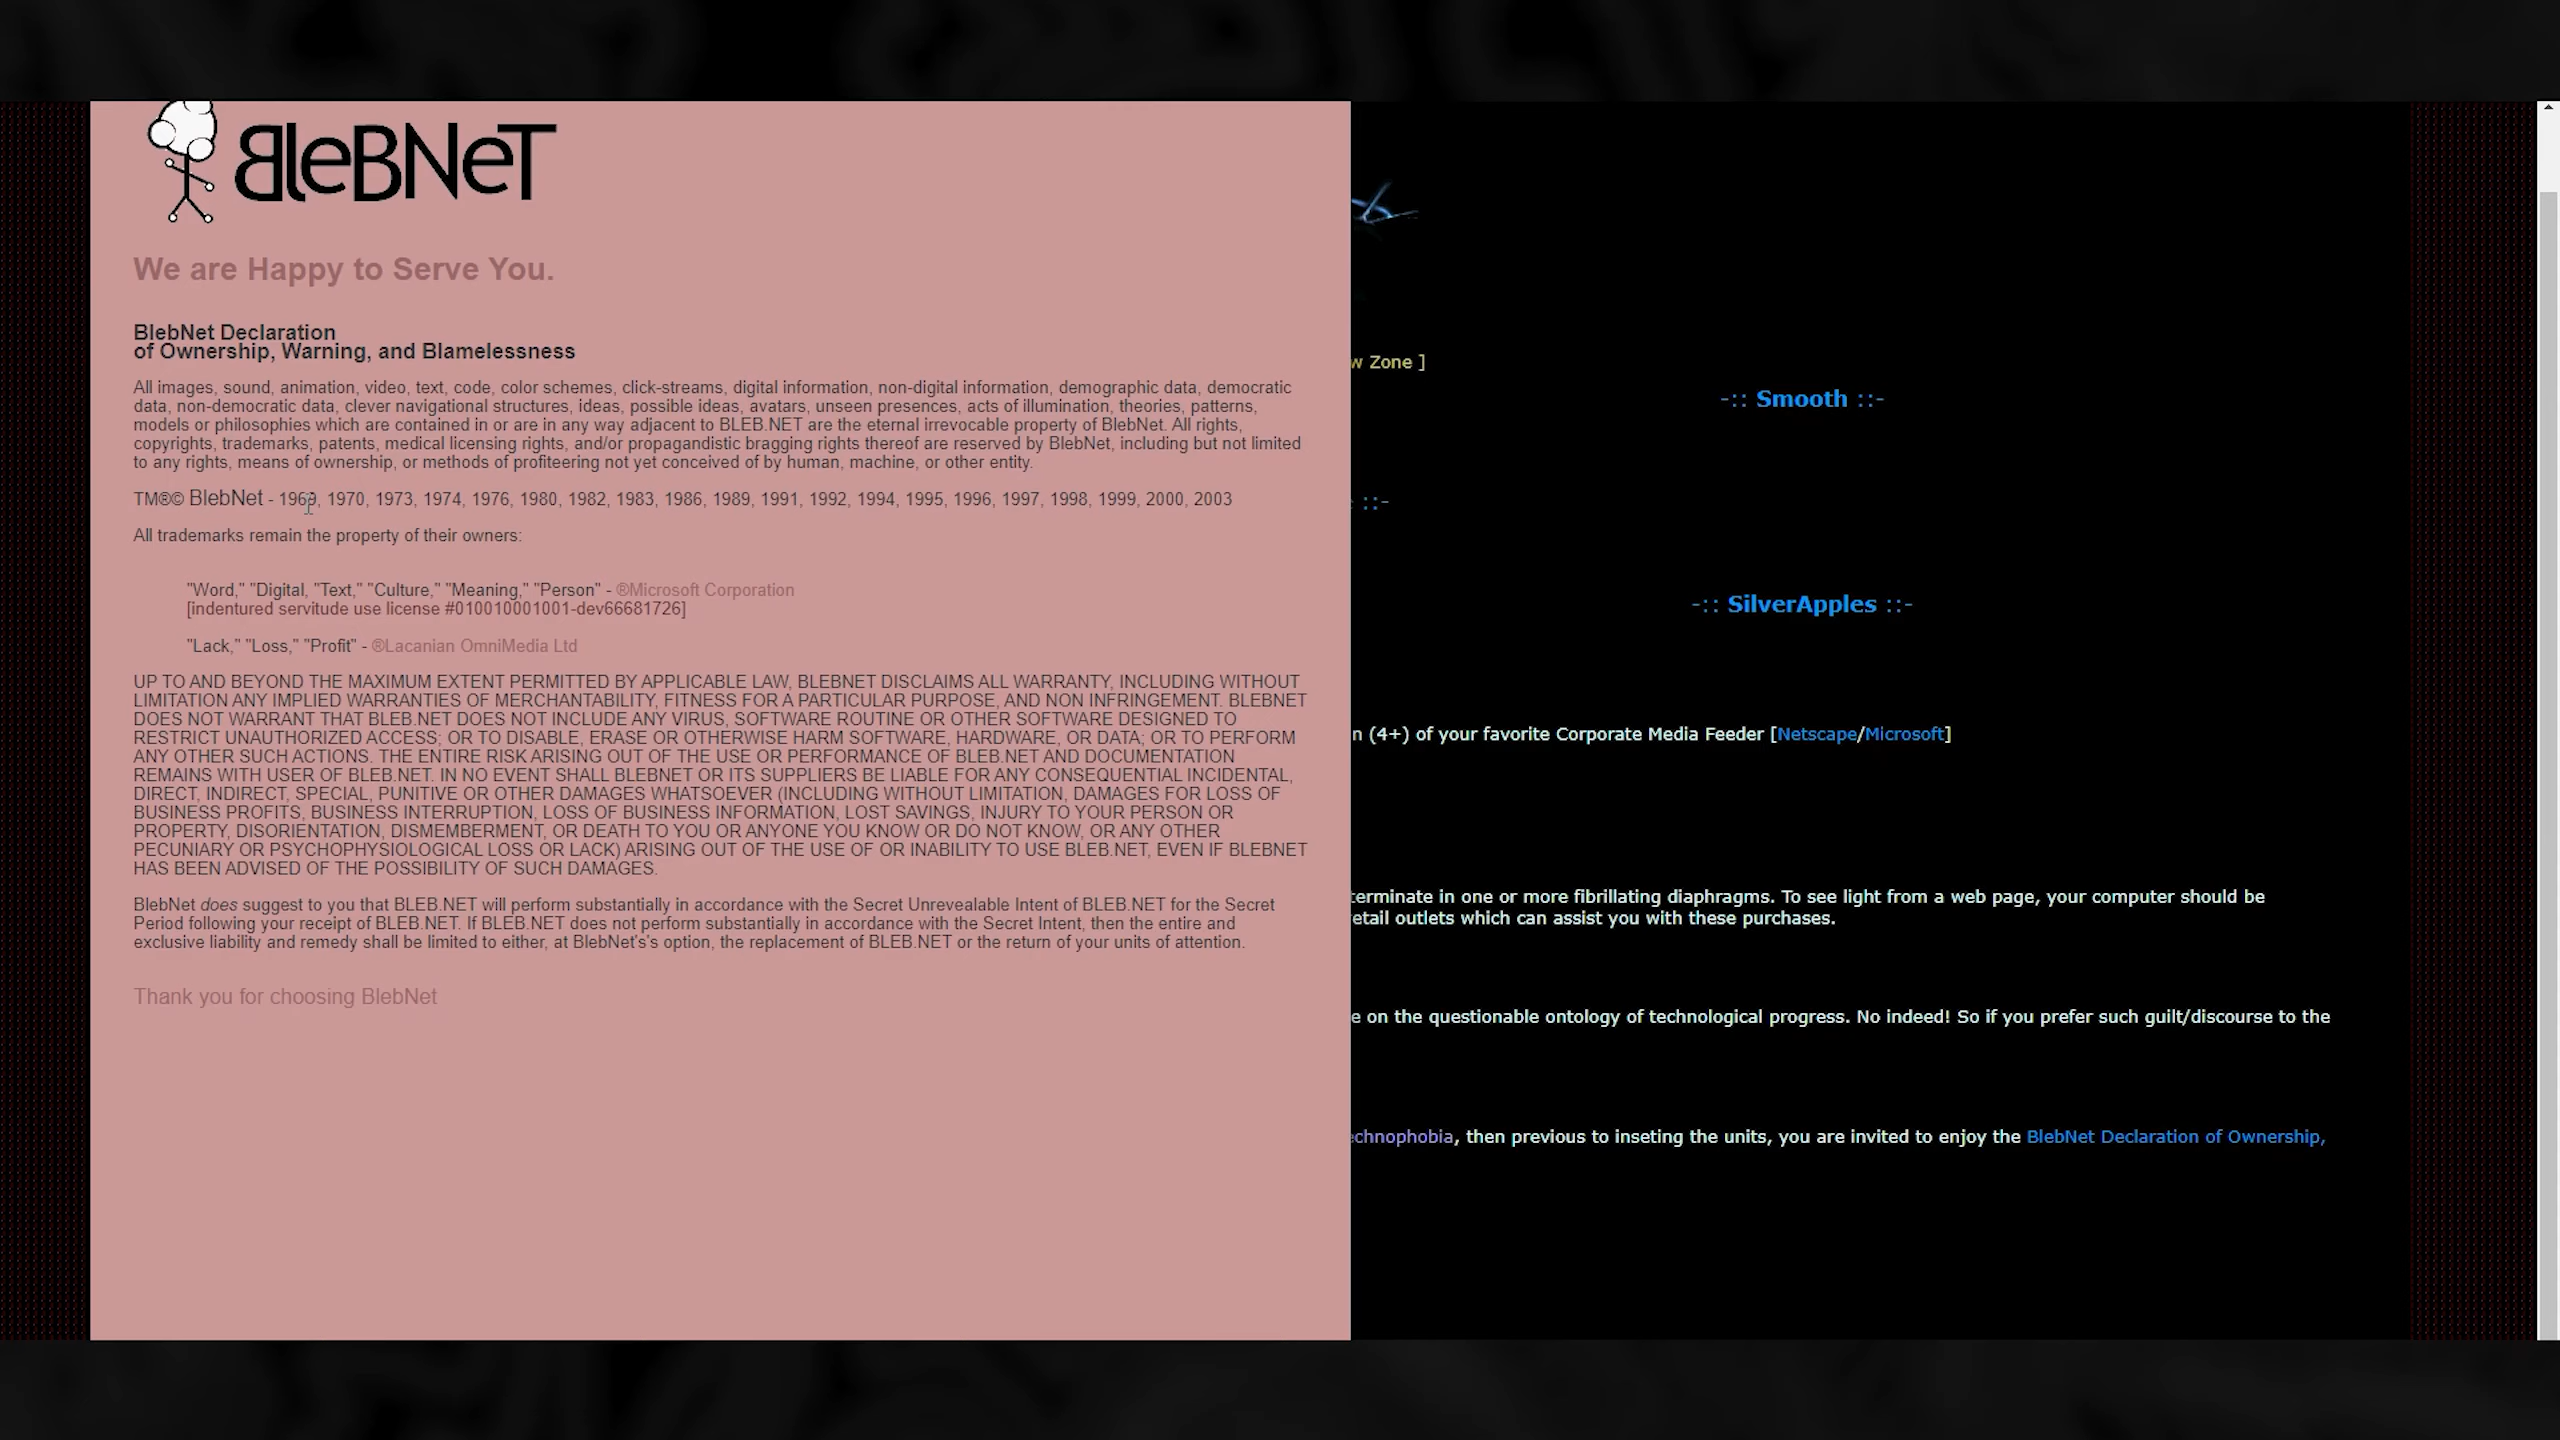 BleBNeT
We are Happy to Serve You.
BlebNet Declaration
of Ownership, Warning, and Blamelessness
All images, sound, animation, video, text, code, color schemes, click-streams, digital information, non-digital information, demographic data, democratic
data, non-democratic data, clever navigational structures, ideas, possible ideas, avatars, unseen presences, acts of illumination, theories, patterns,
models or philosophies which are contained in or are in any way adjacent to BLEB.NET are the eternal irrevocable property of BlebNet. All rights,
copyrights, trademarks, patents, medical licensing rights, and/or propagandistic bragging rights thereof are reserved by BlebNet, including but not limited
to any rights, means of ownership, or methods of profiteering not yet conceived of by human, machine, or other entity.
TM®© BlebNet - 1969, 1970, 1973, 1974, 1976, 1980, 1982, 1983, 1986, 1989, 1991, 1992, 1994, 1995, 1996, 1997, 1998, 1999, 2000, 2003
All trademarks remain the property of their owners:
"Word," "Digital, "Text," "Culture," "Meaning," "Person" - ®Microsoft Corporation
[indentured servitude use license #010010001001-dev66681726]
"Lack," "Loss," "Profit" - ®Lacanian OmniMedia Ltd
UP TO AND BEYOND THE MAXIMUM EXTENT PERMITTED BY APPLICABLE LAW, BLEBNET DISCLAIMS ALL WARRANTY, INCLUDING WITHOUT
LIMITATION ANY IMPLIED WARRANTIES OF MERCHANTABILITY, FITNESS FOR A PARTICULAR PURPOSE, AND NON INFRINGEMENT. BLEBNET
DOES NOT WARRANT THAT BLEB.NET DOES NOT INCLUDE ANY VIRUS, SOFTWARE ROUTINE OR OTHER SOFTWARE DESIGNED TO
RESTRICT UNAUTHORIZED ACCESS; OR TO DISABLE, ERASE OR OTHERWISE HARM SOFTWARE, HARDWARE, OR DATA; OR TO PERFORM
ANY OTHER SUCH ACTIONS. THE ENTIRE RISK ARISING OUT OF THE USE OR PERFORMANCE OF BLEB.NET AND DOCUMENTATION
REMAINS WITH USER OF BLEB.NET. IN NO EVENT SHALL BLEBNET OR ITS SUPPLIERS BE LIABLE FOR ANY CONSEQUENTIAL INCIDENTAL,
DIRECT, INDIRECT, SPECIAL, PUNITIVE OR OTHER DAMAGES WHATSOEVER (INCLUDING WITHOUT LIMITATION, DAMAGES FOR LOSS OF
BUSINESS PROFITS, BUSINESS INTERRUPTION, LOSS OF BUSINESS INFORMATION, LOST SAVINGS, INJURY TO YOUR PERSON OR
PROPERTY, DISORIENTATION, DISMEMBERMENT, OR DEATH TO YOU OR ANYONE YOU KNOW OR DO NOT KNOW, OR ANY OTHER
PECUNIARY OR PSYCHOPHYSIOLOGICAL LOSS OR LACK) ARISING OUT OF THE USE OF OR INABILITY TO USE BLEB.NET, EVEN IF BLEBNET
HAS BEEN ADVISED OF THE POSSIBILITY OF SUCH DAMAGES.
BlebNet does suggest to you that BLEB.NET will perform substantially in accordance with the Secret Unrevealable Intent of BLEB.NET for the Secret
Period following your receipt of BLEB.NET. If BLEB.NET does not perform substantially in accordance with the Secret Intent, then the entire and
exclusive liability and remedy shall be limited to either, at BlebNet's's option, the replacement of BLEB.NET or the return of your units of attention.
Thank you for choosing BlebNet
w Zone ]
-:: Smooth ::-
::-
-:: SilverApples ::-
n (4+) of your favorite Corporate Media Feeder [Netscape/Microsoft]
terminate in one or more fibrillating diaphragms. To see light from a web page, your computer should be
etail outlets which can assist you with these purchases.
e on the questionable ontology of technological progress. No indeed! So if you prefer such guilt/discourse to the
echnophobia, then previous to inseting the units, you are invited to enjoy the BlebNet Declaration of Ownership,